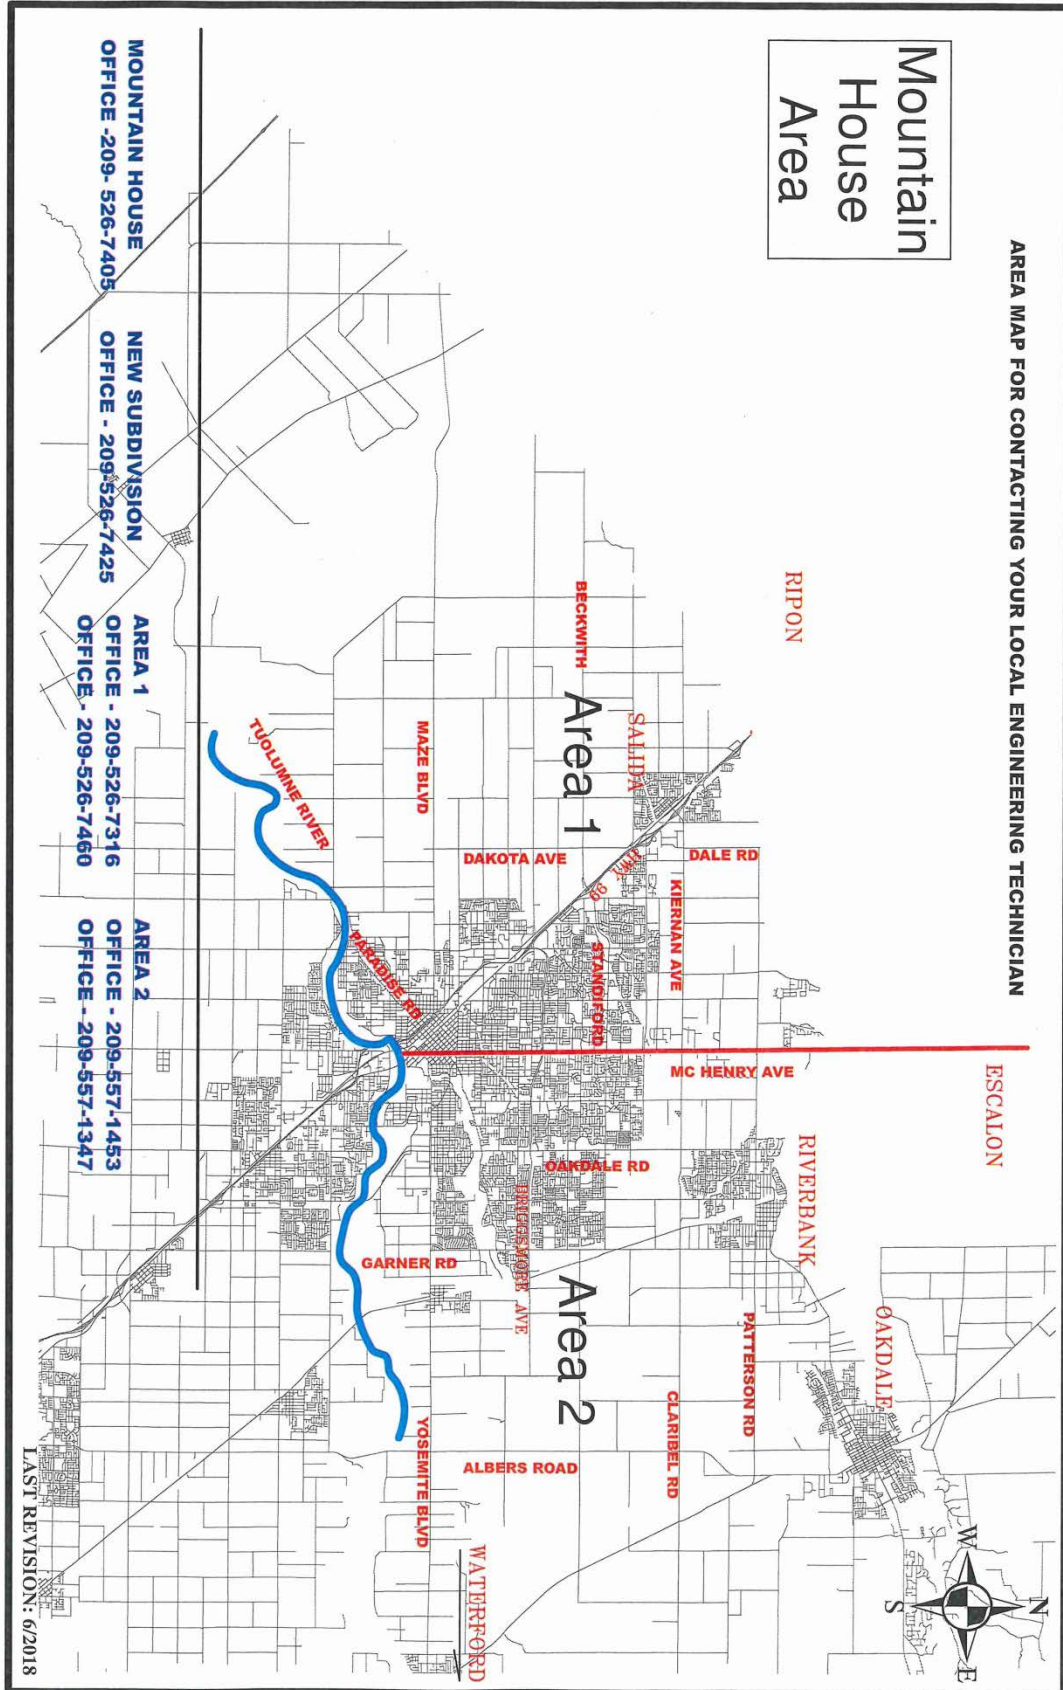 AREA MAP FOR CONTACTING YOUR LOCAL ENGINEERING TECHNICIAN
Mountain
House
Area
N
W
E
S
ESCALON
RIPON
RIVERBANK
OAKDALE
DALE RD
KIERNAN AVE
MC HENRY AVE
PATTERSON RD
CLARIBEL RD
SALIDA
HWY 99
BECKWITH
Area 1
STANDIFORD
OAKDALE RD
BRIGGSMORE AVE
Area 2
DAKOTA AVE
ALBERS ROAD
WATERFORD
MAZE BLVD
PARADISE RD
GARNER RD
YOSEMITE BLVD
TUOLUMNE RIVER
MOUNTAIN HOUSE
OFFICE -209- 526-7405
NEW SUBDIVISION
OFFICE - 209-526-7425
AREA 1
OFFICE - 209-526-7316
OFFICE - 209-526-7460
AREA 2
OFFICE - 209-557-1453
OFFICE - 209-557-1347
LAST REVISION: 6/2018